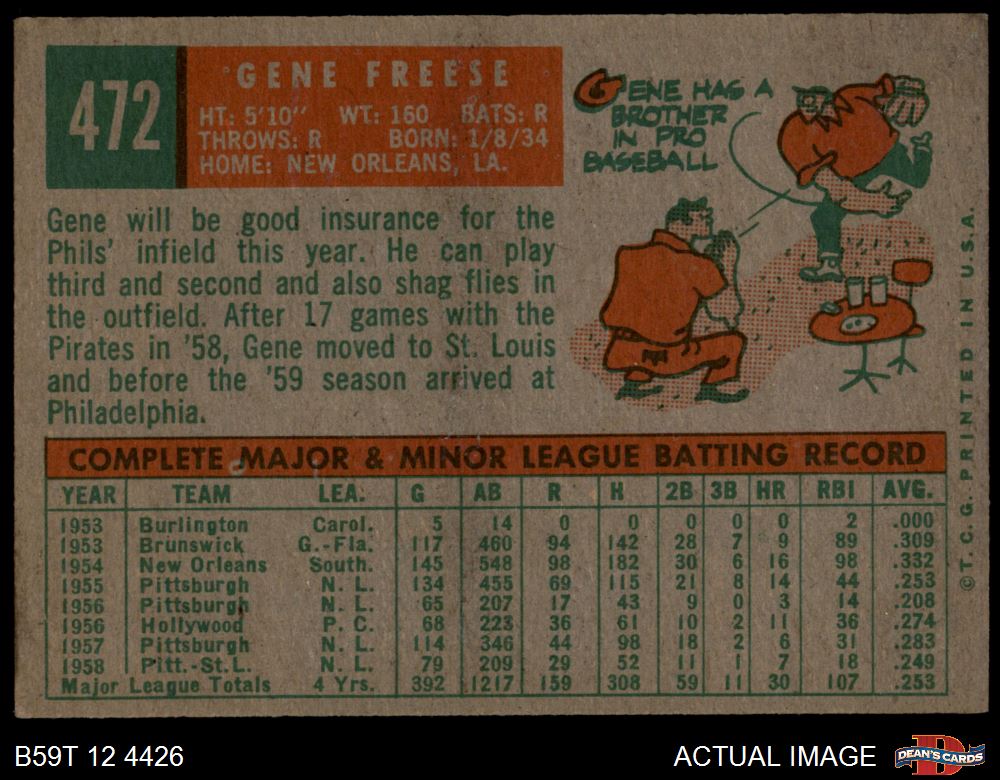 472
GENE FREESE
HT: 5'10" WT: 160 BATS: R
THROWS: R BORN: 1/8/34
HOME: NEW ORLEANS, LA.
GENE HAS A
BROTHER
IN PRO
BASEBALL
Gene will be good insurance for the
Phils' infield this year. He can play
third and second and also shag flies in
the outfield. After 17 games with the
Pirates in '58, Gene moved to St. Louis
and before the '59 season arrived at
Philadelphia.
COMPLETE MAJOR & MINOR LEAGUE BATTING RECORD
YEAR TEAM LEA. G AB R H 2B 3B HR RBI AVG.
1953 Burlington Carol. 5 14 0 0 0 0 0 2 .000
1953 Brunswick G.-Fla. 117 460 94 142 28 7 9 89 .309
1954 New Orleans South. 145 548 98 182 30 6 16 98 .332
1955 Pittsburgh N. L. 134 455 69 115 21 8 14 44 .253
1956 Pittsburgh N. L. 65 207 17 43 9 0 3 14 .208
1956 Hollywood P. C. 68 223 36 61 10 2 11 36 .274
1957 Pittsburgh N. L. 114 346 44 98 18 2 6 31 .283
1958 Pitt.-St.L. N. L. 79 209 29 52 11 1 7 18 .249
Major League Totals 4 Yrs. 392 1217 159 308 59 11 30 107 .253
©T. C. G. PRINTED IN U.S.A.
B59T 12 4426
ACTUAL IMAGE
DEAN'S CARDS